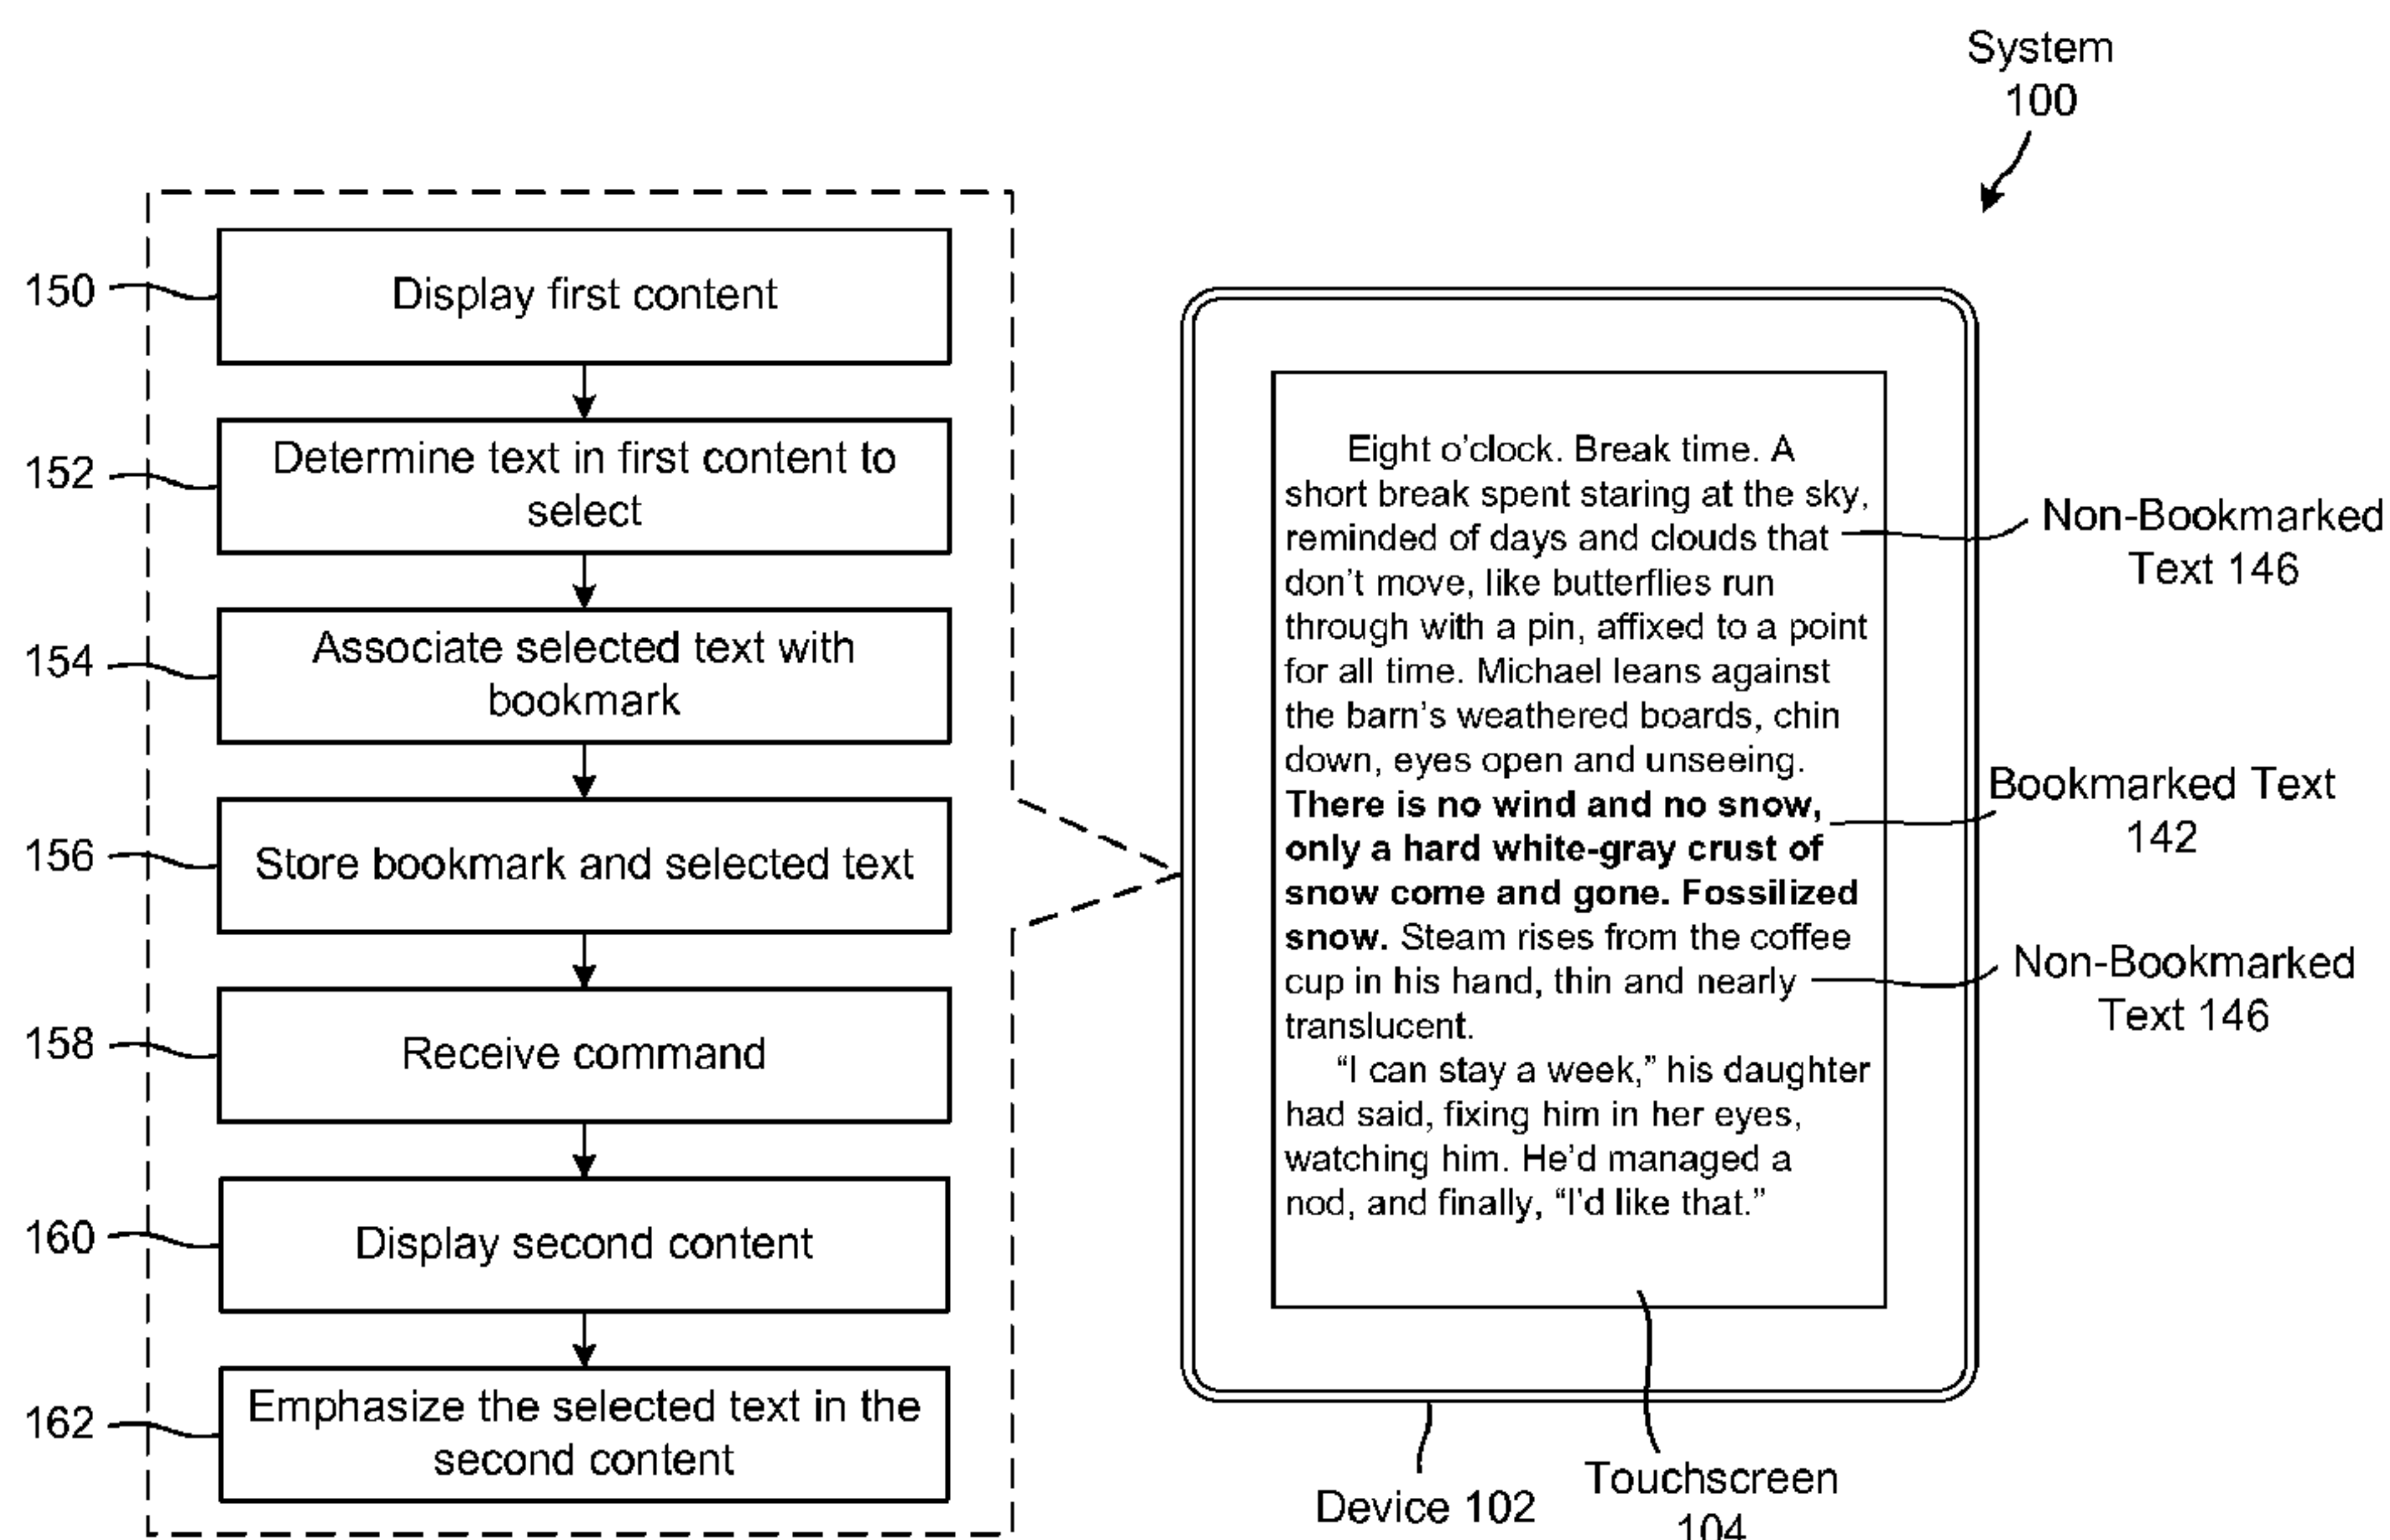 System
100
150
Display first content
152
Determine text in first content to
select
154
Associate selected text with
bookmark
156
Store bookmark and selected text
158
Receive command
160
Display second content
162
Emphasize the selected text in the
second content
Eight o’clock. Break time. A
short break spent staring at the sky,
reminded of days and clouds that
don’t move, like butterflies run
through with a pin, affixed to a point
for all time. Michael leans against
the barn’s weathered boards, chin
down, eyes open and unseeing.
There is no wind and no snow,
only a hard white-gray crust of
snow come and gone. Fossilized
snow. Steam rises from the coffee
cup in his hand, thin and nearly
translucent.
“I can stay a week,” his daughter
had said, fixing him in her eyes,
watching him. He’d managed a
nod, and finally, “I’d like that.”
Non-Bookmarked
Text 146
Bookmarked Text
142
Non-Bookmarked
Text 146
Device 102
Touchscreen
104